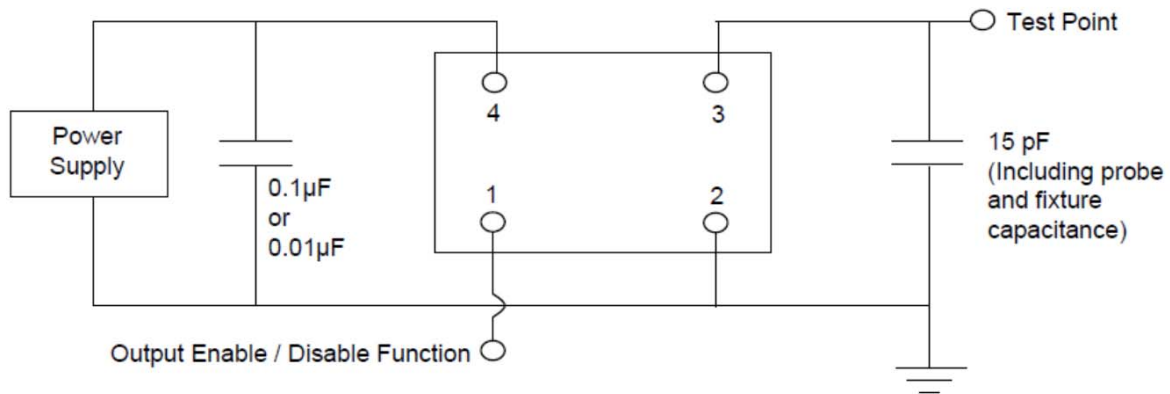 Test Point
Power
Supply
4
3
0.1µF
or
0.01µF
1
2
15 pF
(Including probe
and fixture
capacitance)
Output Enable / Disable Function